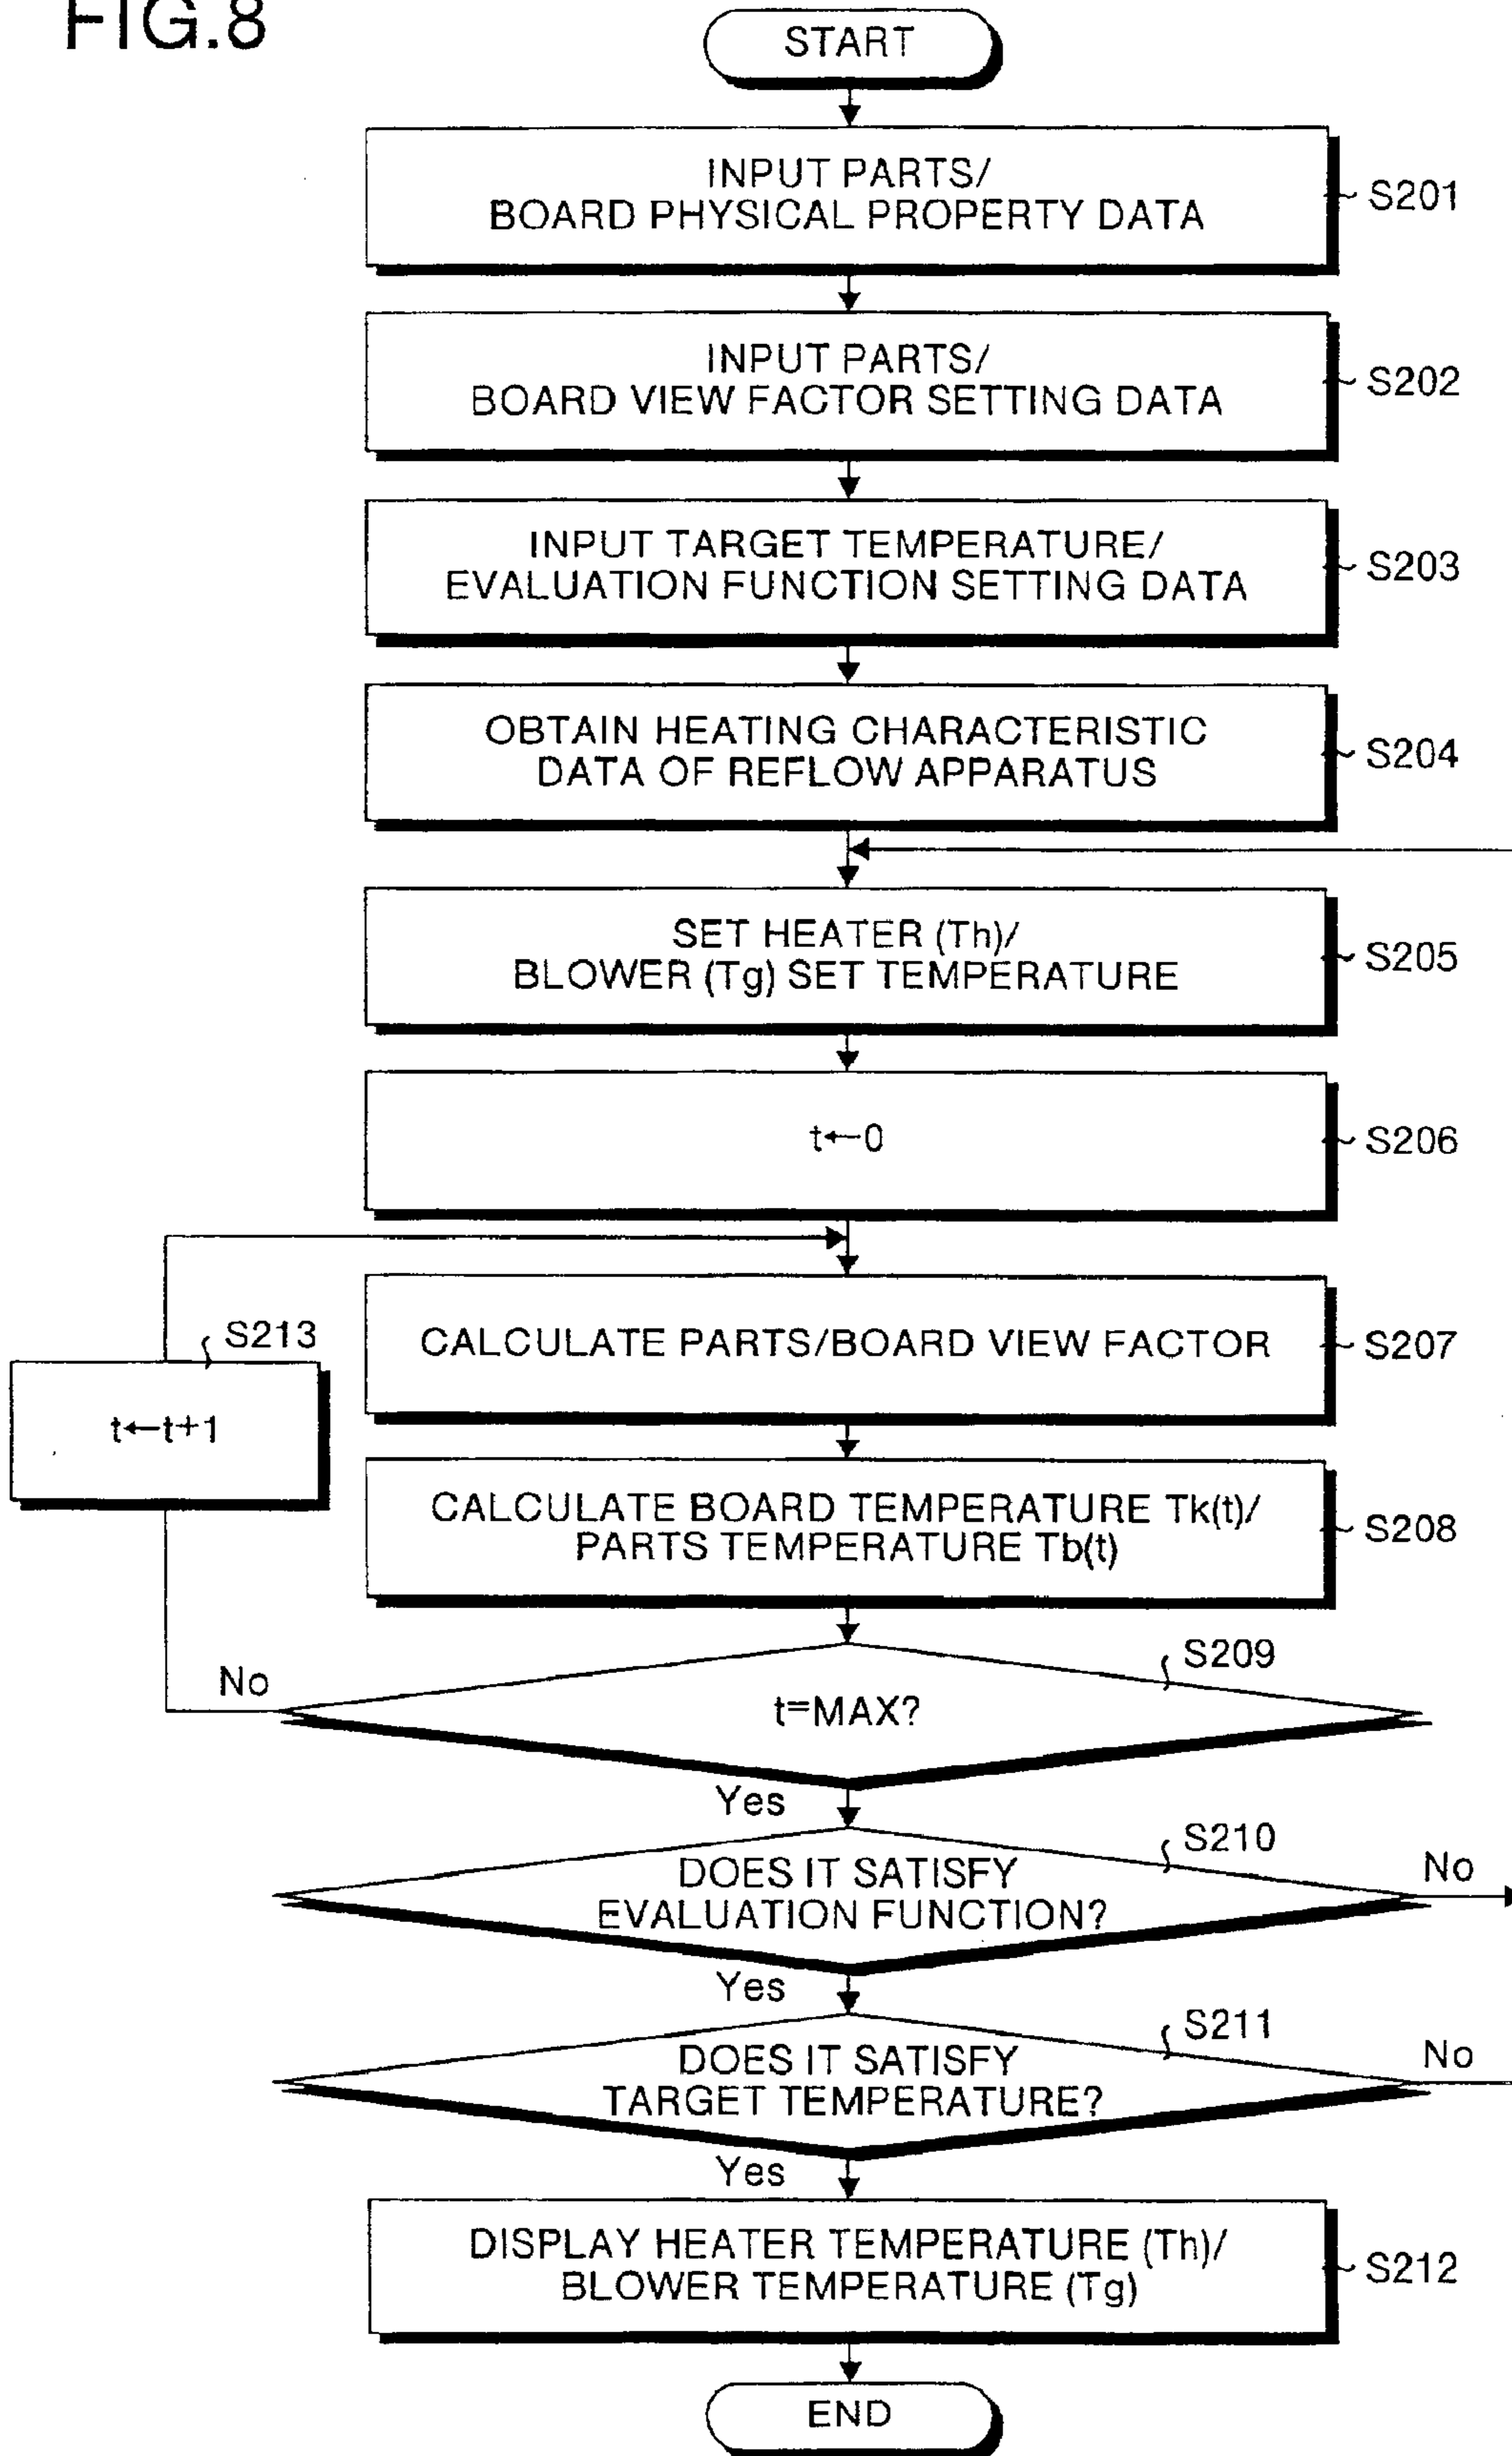 FIG.8
START
INPUT PARTS/
BOARD PHYSICAL PROPERTY DATA
S201
INPUT PARTS/
BOARD VIEW FACTOR SETTING DATA
S202
INPUT TARGET TEMPERATURE/
EVALUATION FUNCTION SETTING DATA
S203
OBTAIN HEATING CHARACTERISTIC
DATA OF REFLOW APPARATUS
S204
SET HEATER (Th)/
BLOWER (Tg) SET TEMPERATURE
S205
t←0
S206
CALCULATE PARTS/BOARD VIEW FACTOR
S207
S213
t←t+1
CALCULATE BOARD TEMPERATURE Tk(t)/
PARTS TEMPERATURE Tb(t)
S208
S209
No
t=MAX?
Yes
S210
DOES IT SATISFY
EVALUATION FUNCTION?
No
Yes
S211
DOES IT SATISFY
TARGET TEMPERATURE?
No
Yes
DISPLAY HEATER TEMPERATURE (Th)/
BLOWER TEMPERATURE (Tg)
S212
END